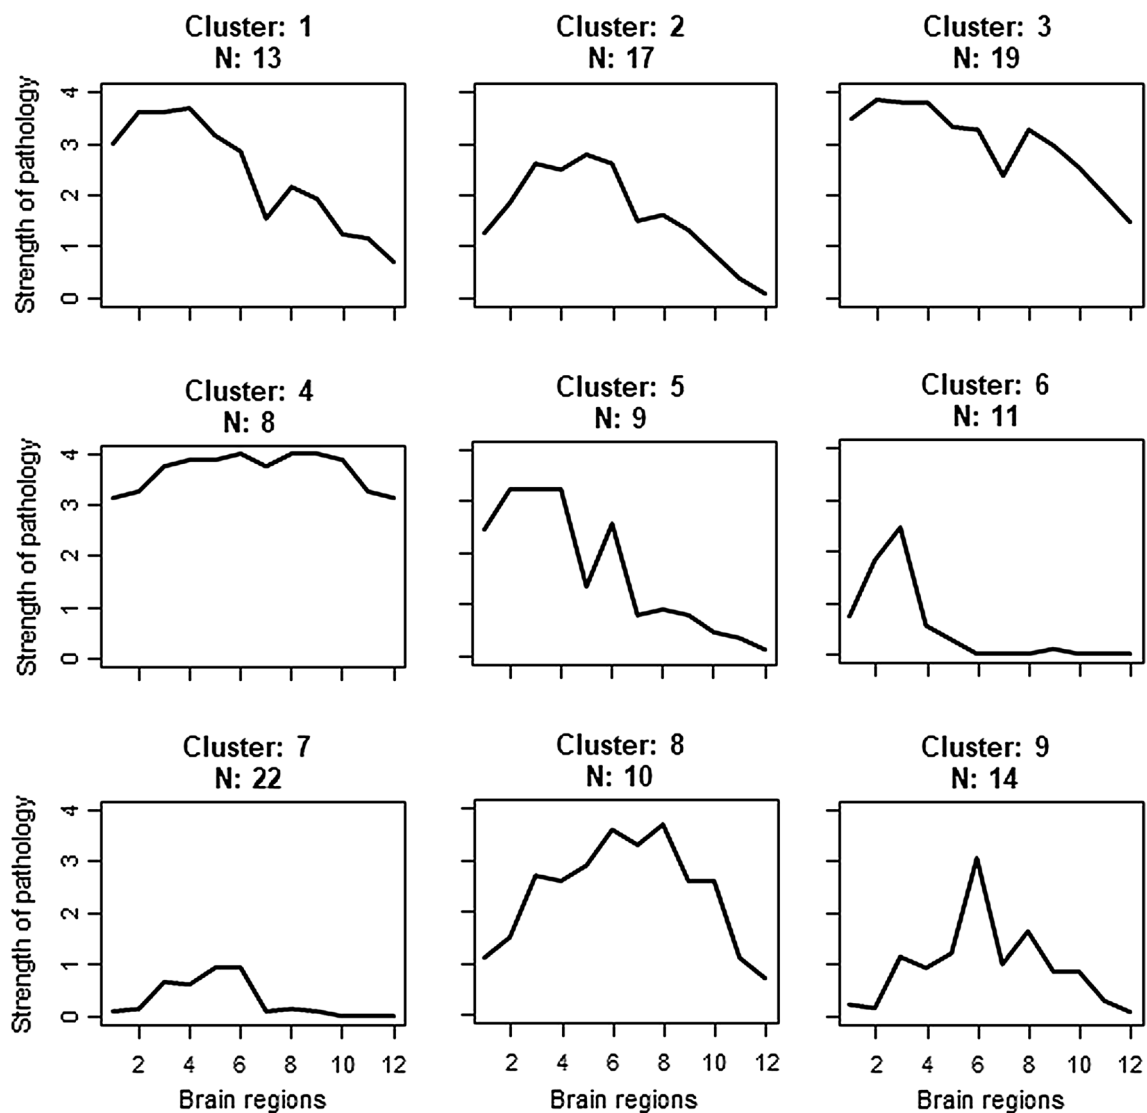 Cluster: 1
N: 13
Cluster: 2
N: 17
Cluster: 3
N: 19
Strength of pathology
4
3
2
1
0
Cluster: 4
N: 8
Cluster: 5
N: 9
Cluster: 6
N: 11
Strength of pathology
4
3
2
1
0
Cluster: 7
N: 22
Cluster: 8
N: 10
Cluster: 9
N: 14
Strength of pathology
4
3
2
1
0
2 4 6 8 10 12
Brain regions
2 4 6 8 10 12
Brain regions
2 4 6 8 10 12
Brain regions